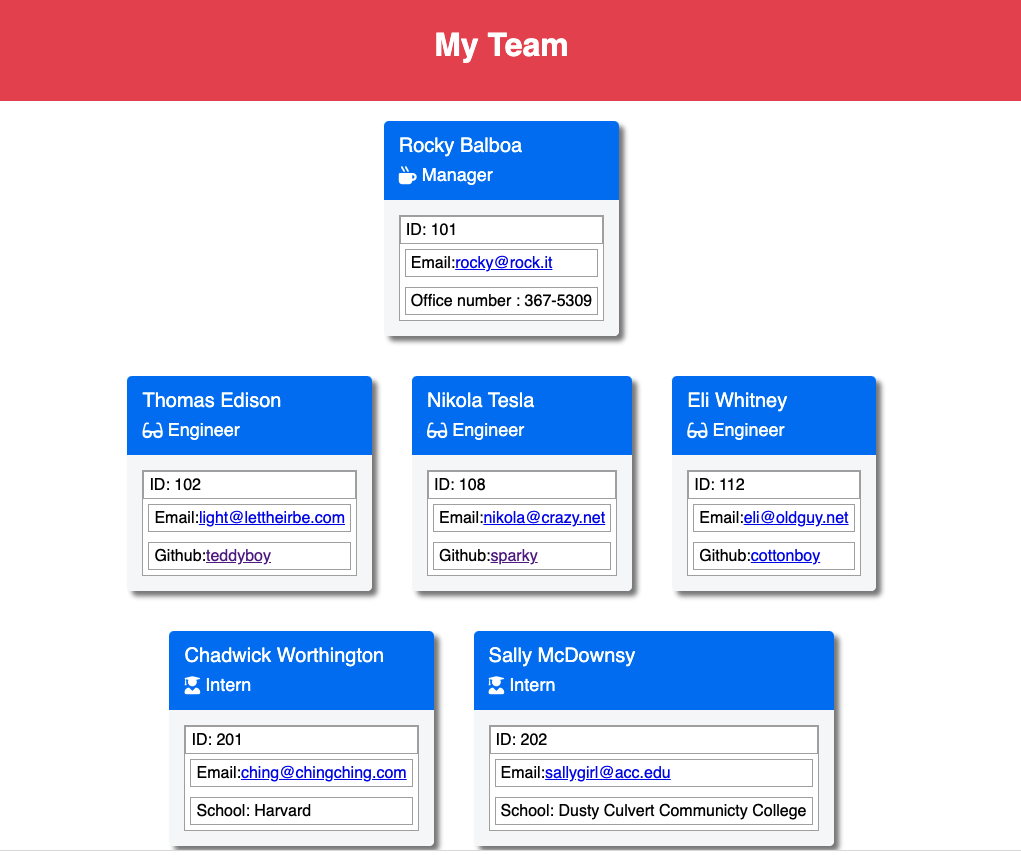 My Team
Rocky Balboa
Manager
ID: 101
Email:rocky@rock.it
Office number : 367-5309
Thomas Edison
Engineer
ID: 102
Email:light@lettheirbe.com
Github:teddyboy
Nikola Tesla
Engineer
ID: 108
Email:nikola@crazy.net
Github:sparky
Eli Whitney
Engineer
ID: 112
Email:eli@oldguy.net
Github:cottonboy
Chadwick Worthington
Intern
ID: 201
Email:ching@chingching.com
School: Harvard
Sally McDownsy
Intern
ID: 202
Email:sallygirl@acc.edu
School: Dusty Culvert Communicty College